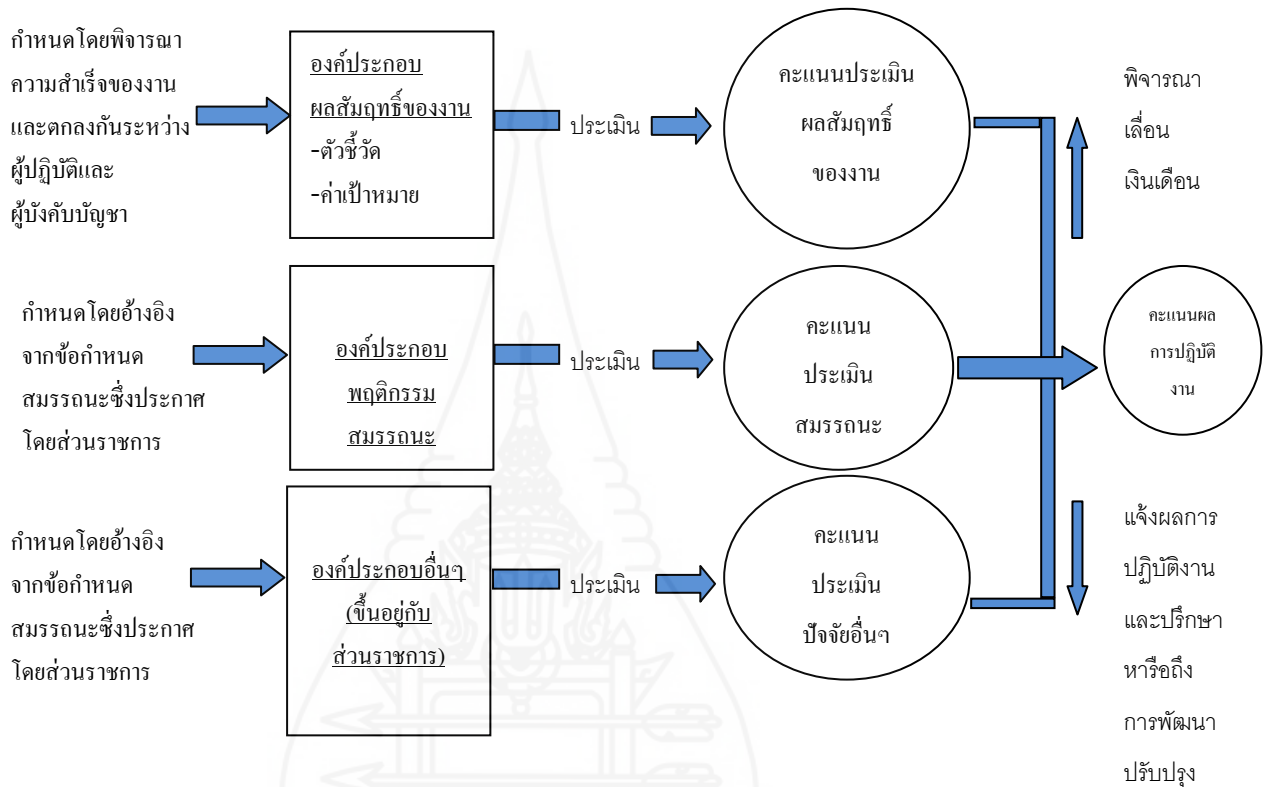 กำหนดโดยพิจารณา
ความสำเร็จของงาน
และตกลงกันระหว่าง
ผู้ปฏิบัติและ
ผู้บังคับบัญชา
องค์ประกอบ
ผลสัมฤทธิ์ของงาน
-ตัวชี้วัด
-ค่าเป้าหมาย
ประเมิน
คะแนนประเมิน
ผลสัมฤทธิ์
ของงาน
พิจารณา
เลื่อน
เงินเดือน
กำหนดโดยอ้างอิง
จากข้อกำหนด
สมรรถนะซึ่งประกาศ
โดยส่วนราชการ
องค์ประกอบ
พฤติกรรม
สมรรถนะ
ประเมิน
คะแนน
ประเมิน
สมรรถนะ
คะแนนผล
การปฏิบัติ
งาน
กำหนดโดยอ้างอิง
จากข้อกำหนด
สมรรถนะซึ่งประกาศ
โดยส่วนราชการ
องค์ประกอบอื่นๆ
(ขึ้นอยู่กับ
ส่วนราชการ)
ประเมิน
คะแนน
ประเมิน
ปัจจัยอื่นๆ
แจ้งผลการ
ปฏิบัติงาน
และปรึกษา
หารือถึง
การพัฒนา
ปรับปรุง